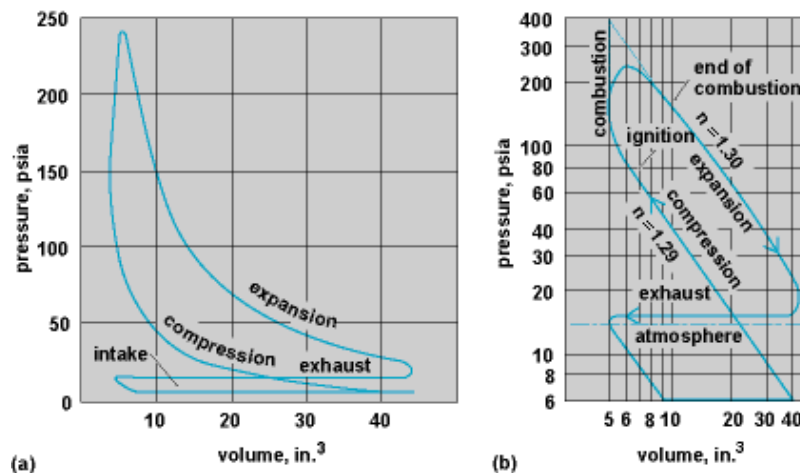 250
200
150
100
50
0
pressure, psia
expansion
compression
intake
exhaust
10
20
30
40
volume, in.3
(a)
400
300
200
100
80
60
40
30
20
10
8
6
pressure, psia
combustion
end of
combustion
n = 1.30
ignition
expansion
compression
n = 1.29
exhaust
atmosphere
5 6 8 10 20 30 40
volume, in.3
(b)